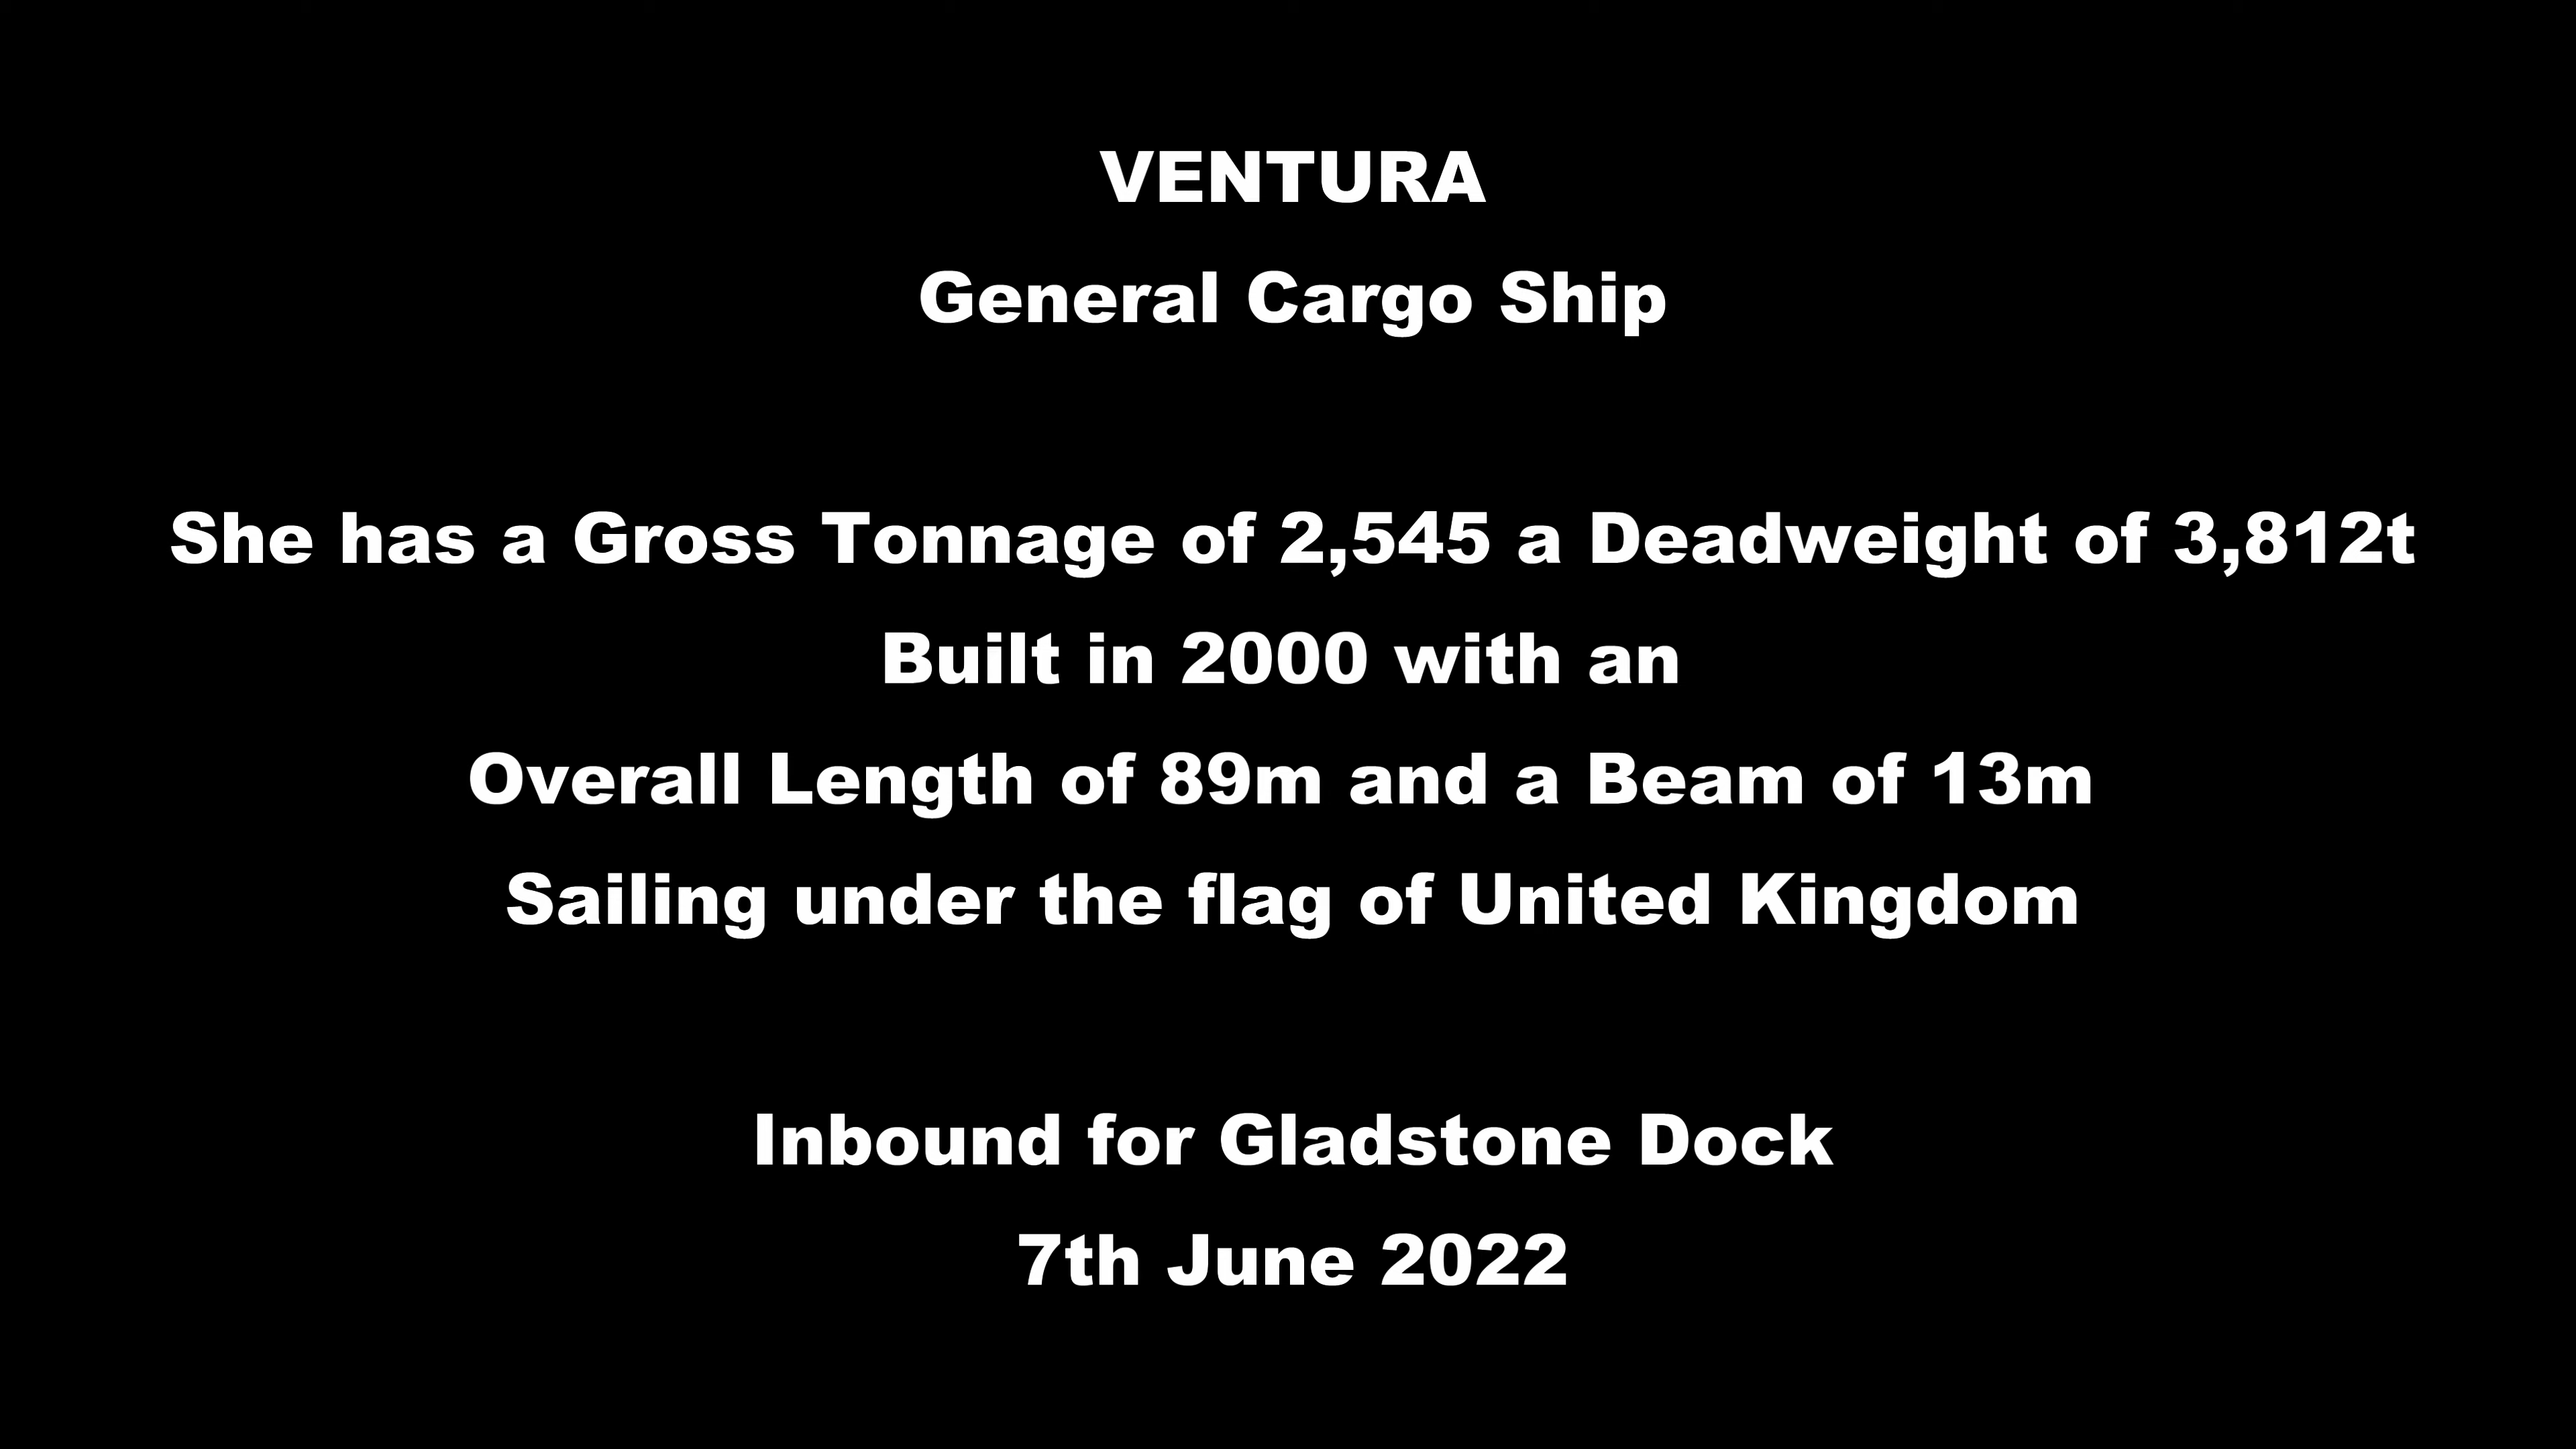 VENTURA
General Cargo Ship
She has a Gross Tonnage of 2,545 a Deadweight of 3,812t
Built in 2000 with an
Overall Length of 89m and a Beam of 13m
Sailing under the flag of United Kingdom
Inbound for Gladstone Dock
7th June 2022